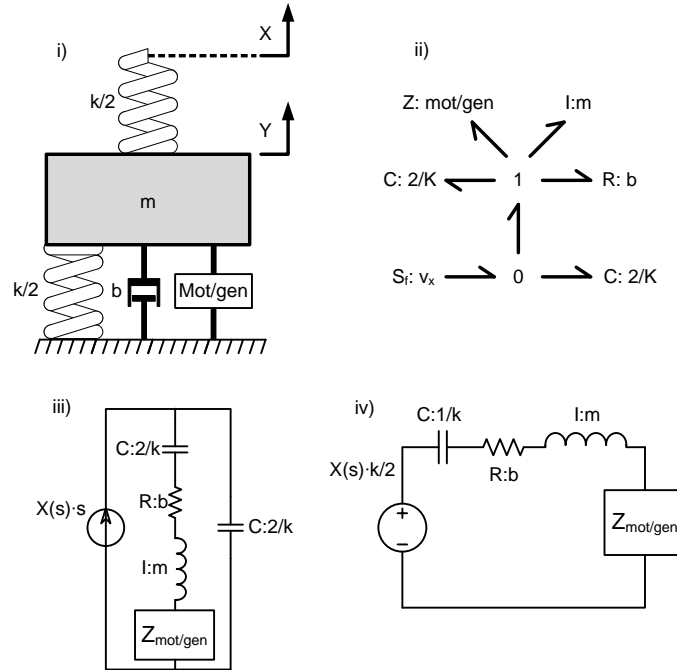 i)
X
k/2
Y
m
k/2
b
Mot/gen
ii)
Z: mot/gen
I:m
C: 2/K
1
R: b
Sf: vx
0
C: 2/K
iii)
C:2/k
X(s)·s
R:b
C:2/k
I:m
Zmot/gen
iv)
C:1/k
I:m
X(s)·k/2
R:b
+
−
Zmot/gen